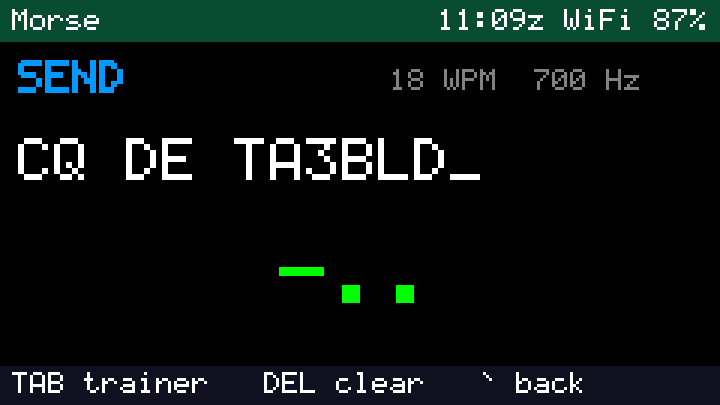 Morse 11:09z WiFi 87%
SEND 18 WPM 700 Hz
CQ DE TA3BLD_
-..
TAB trainer DEL clear ` back